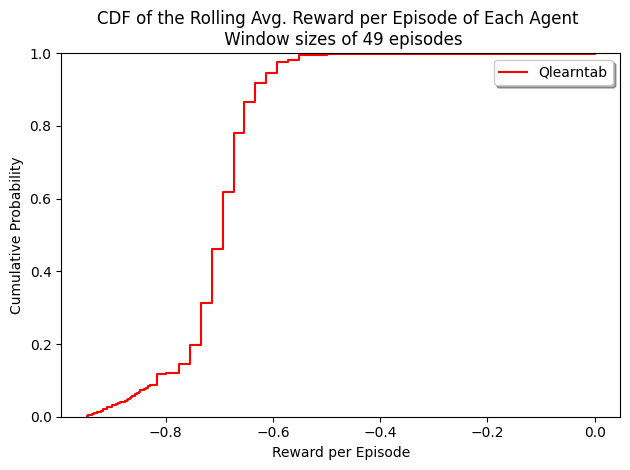 CDF of the Rolling Avg. Reward per Episode of Each Agent
Window sizes of 49 episodes
Qlearntab
Cumulative Probability
1.0
0.8
0.6
0.4
0.2
0.0
−0.8
−0.6
−0.4
−0.2
0.0
Reward per Episode